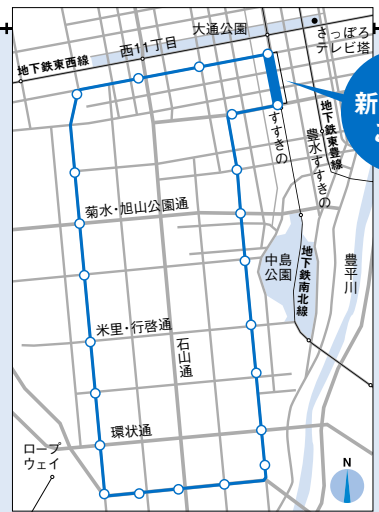 大通公園
さっぽろ
テレビ塔
西11丁目
地下鉄東西線
新
すすきの
豊水すすきの
地下鉄東豊線
菊水・旭山公園通
中島
公園
地下鉄南北線
豊平川
米里・行啓通
石山通
環状通
ロープ
ウェイ
N